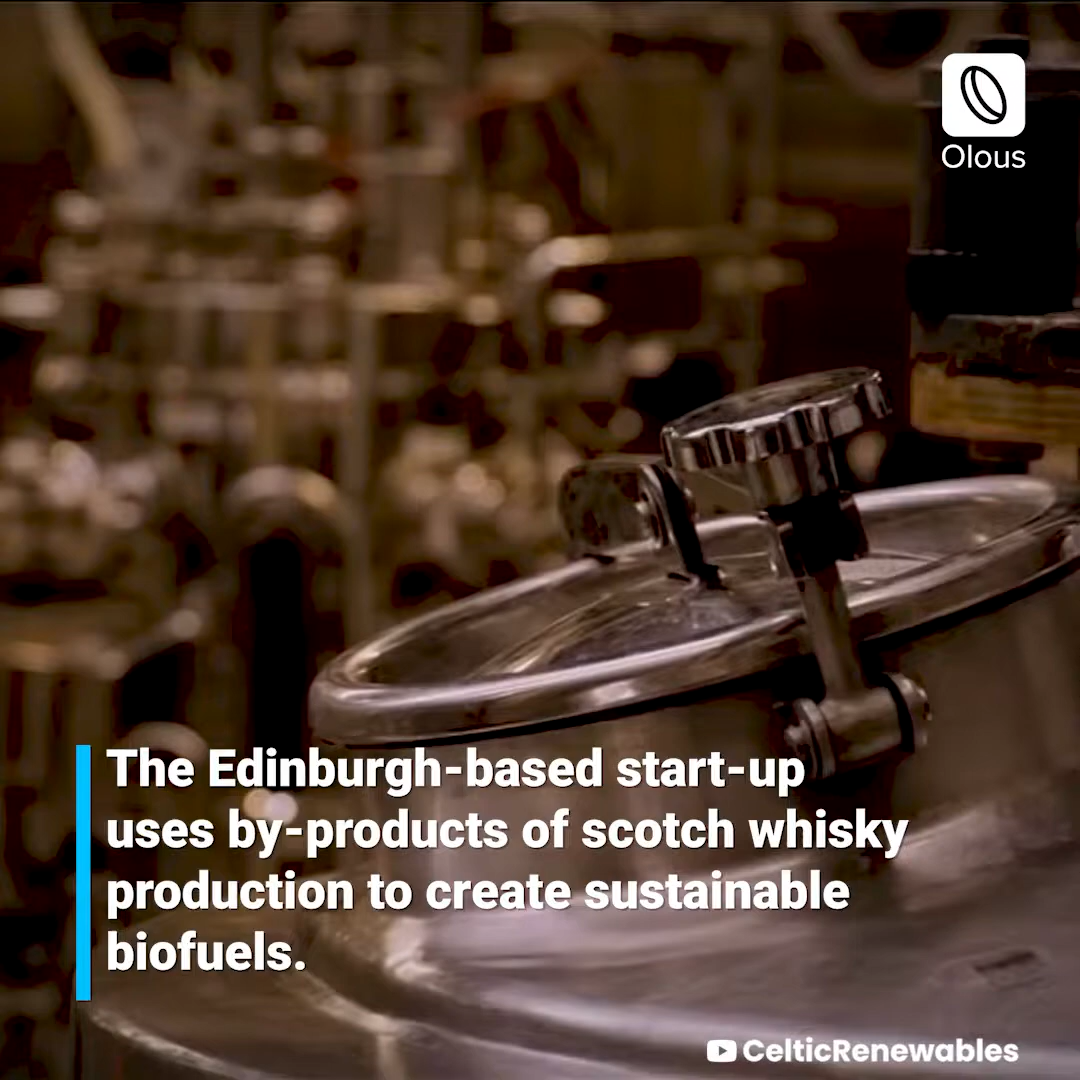 Olous
The Edinburgh-based start-up
uses by-products of scotch whisky
production to create sustainable
biofuels.
CelticRenewables